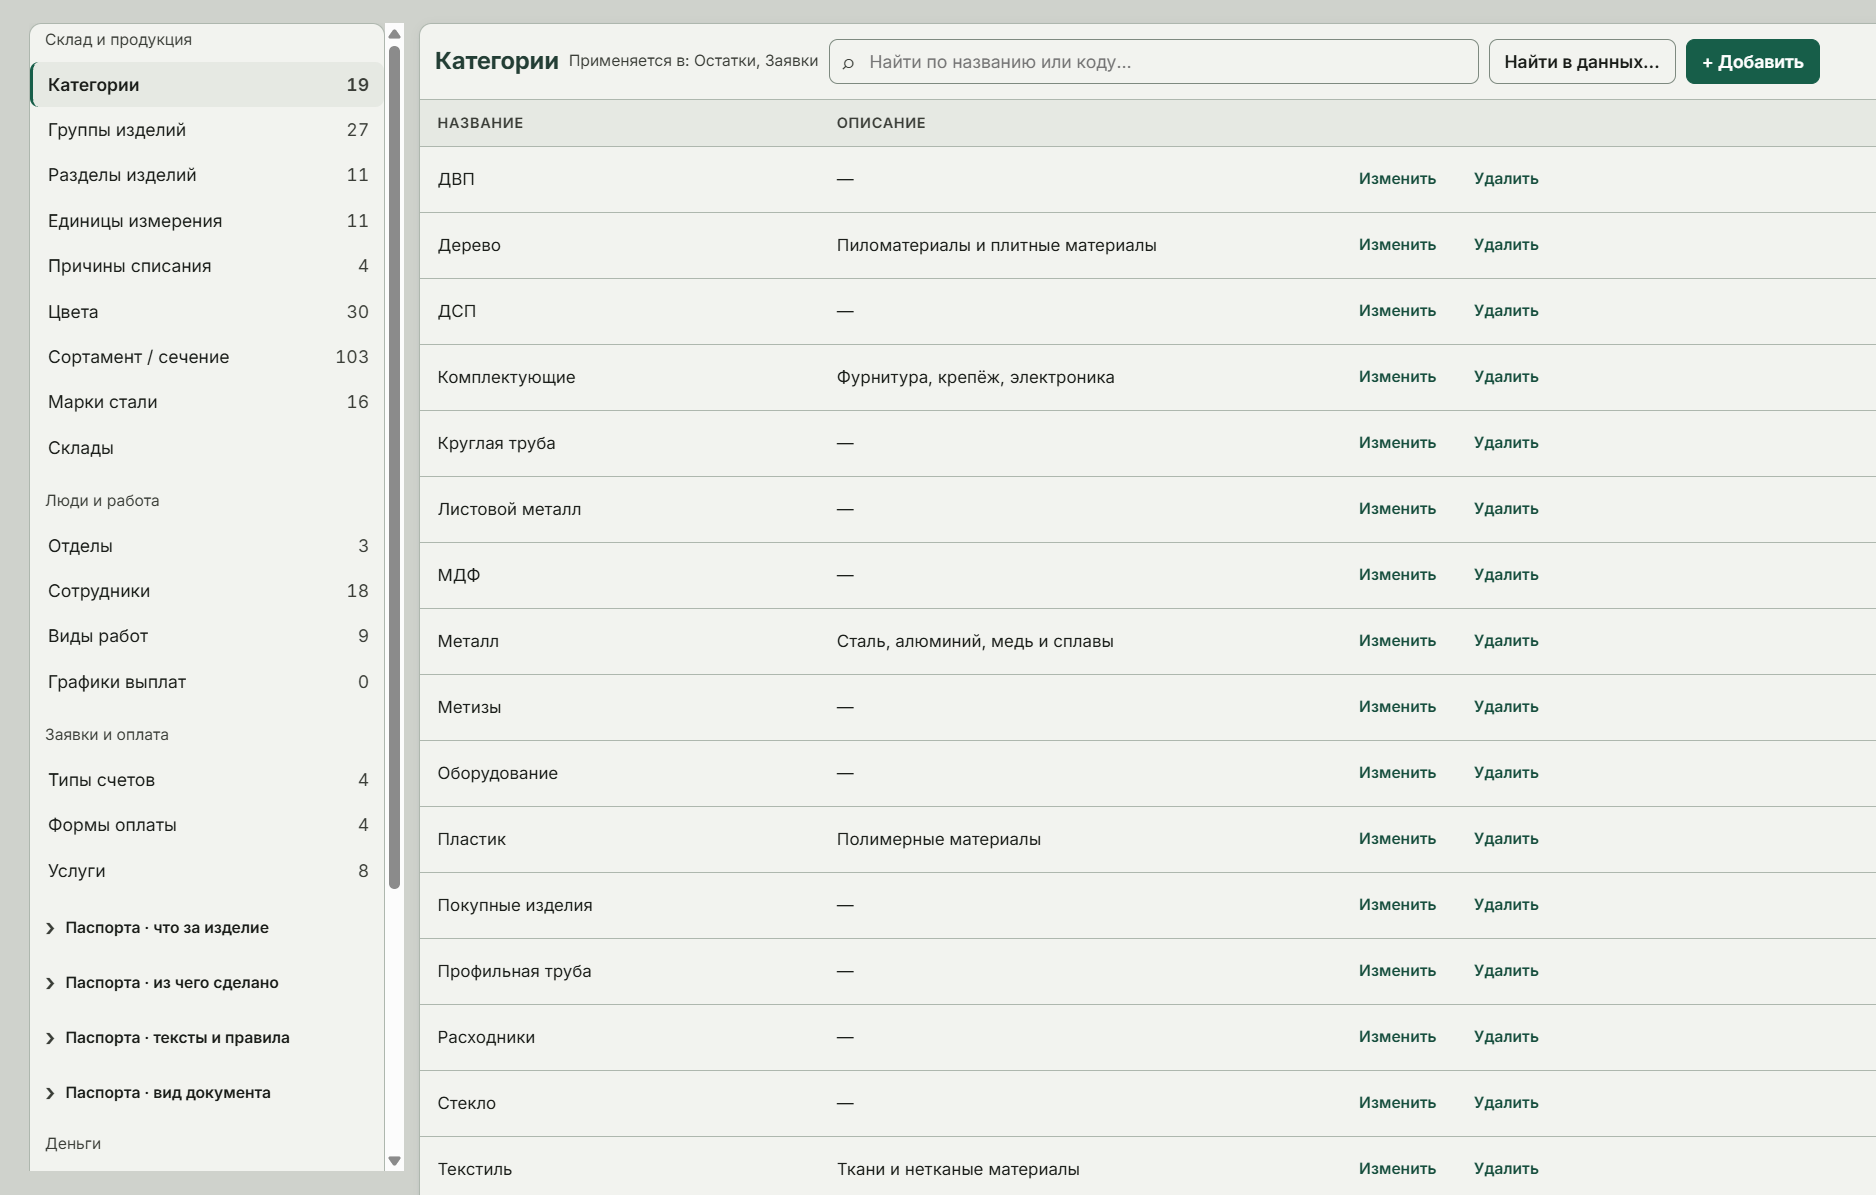 Склад и продукция
Категории 19
Группы изделий 27
Разделы изделий 11
Единицы измерения 11
Причины списания 4
Цвета 30
Сортамент / сечение 103
Марки стали 16
Склады
Люди и работа
Отделы 3
Сотрудники 18
Виды работ 9
Графики выплат 0
Заявки и оплата
Типы счетов 4
Формы оплаты 4
Услуги 8
Паспорта · что за изделие
Паспорта · из чего сделано
Паспорта · тексты и правила
Паспорта · вид документа
Деньги
Категории Применяется в: Остатки, Заявки Найти по названию или коду... Найти в данных... + Добавить
НАЗВАНИЕ ОПИСАНИЕ
ДВП — Изменить Удалить
Дерево Пиломатериалы и плитные материалы Изменить Удалить
ДСП — Изменить Удалить
Комплектующие Фурнитура, крепёж, электроника Изменить Удалить
Круглая труба — Изменить Удалить
Листовой металл — Изменить Удалить
МДФ — Изменить Удалить
Металл Сталь, алюминий, медь и сплавы Изменить Удалить
Метизы — Изменить Удалить
Оборудование — Изменить Удалить
Пластик Полимерные материалы Изменить Удалить
Покупные изделия — Изменить Удалить
Профильная труба — Изменить Удалить
Расходники — Изменить Удалить
Стекло — Изменить Удалить
Текстиль Ткани и нетканые материалы Изменить Удалить